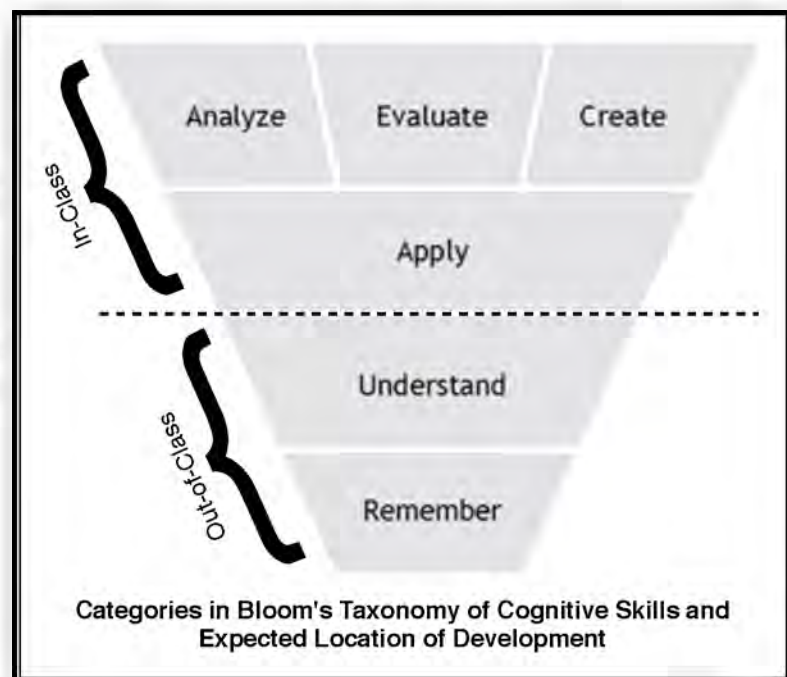 Analyze Evaluate Create
In-Class
Apply
Understand
Out-of-Class
Remember
Categories in Bloom's Taxonomy of Cognitive Skills and
Expected Location of Development